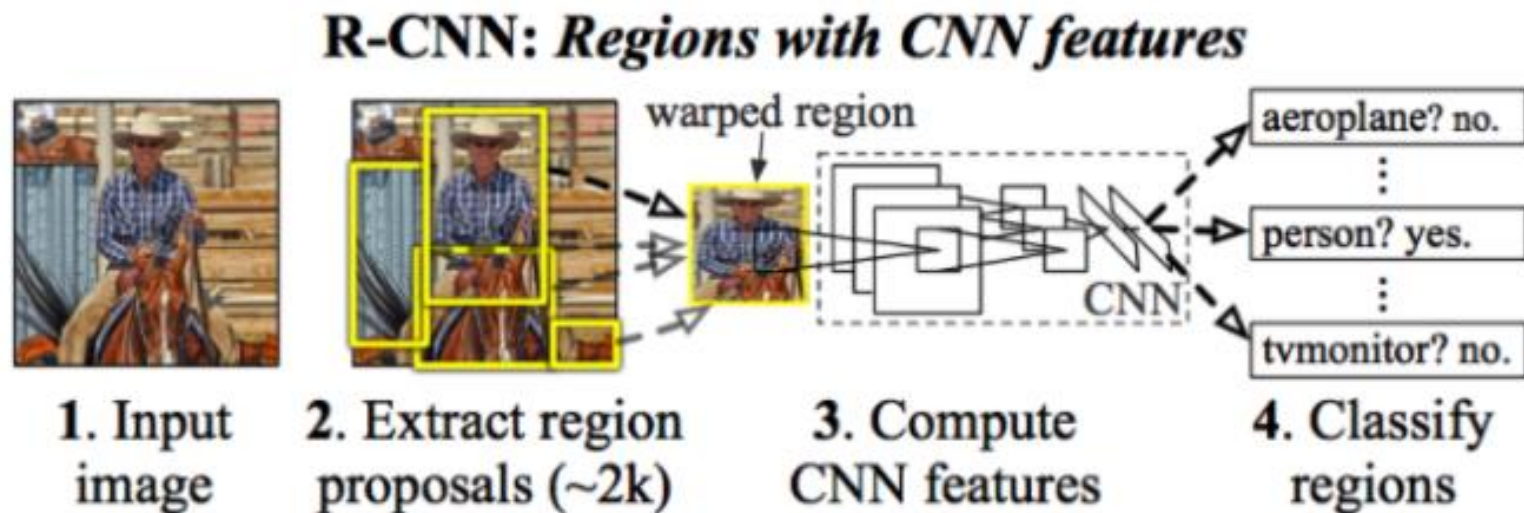 R-CNN: Regions with CNN features
warped region
aeroplane? no.
person? yes.
tvmonitor? no.
CNN
1. Input
image
2. Extract region
proposals (~2k)
3. Compute
CNN features
4. Classify
regions